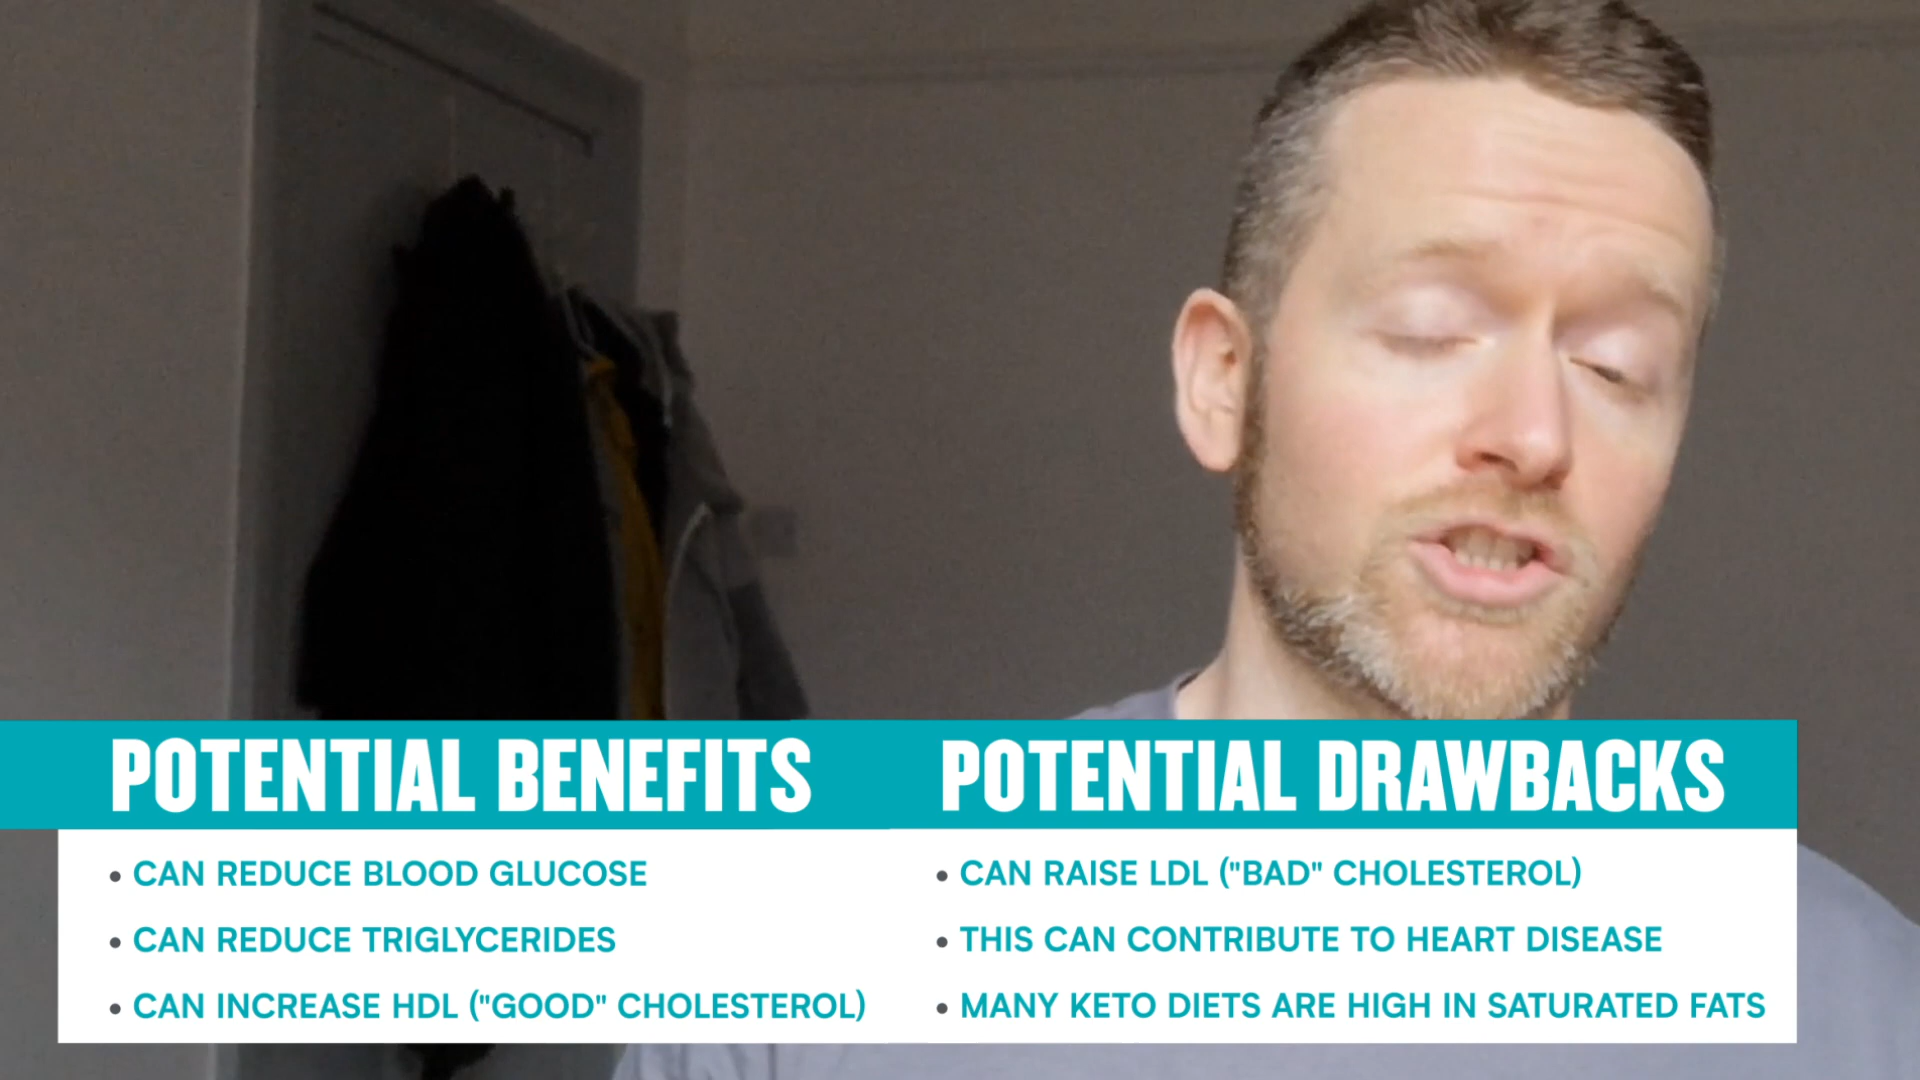 POTENTIAL BENEFITS
• CAN REDUCE BLOOD GLUCOSE
• CAN REDUCE TRIGLYCERIDES
• CAN INCREASE HDL ("GOOD" CHOLESTEROL)
POTENTIAL DRAWBACKS
• CAN RAISE LDL ("BAD" CHOLESTEROL)
• THIS CAN CONTRIBUTE TO HEART DISEASE
• MANY KETO DIETS ARE HIGH IN SATURATED FATS